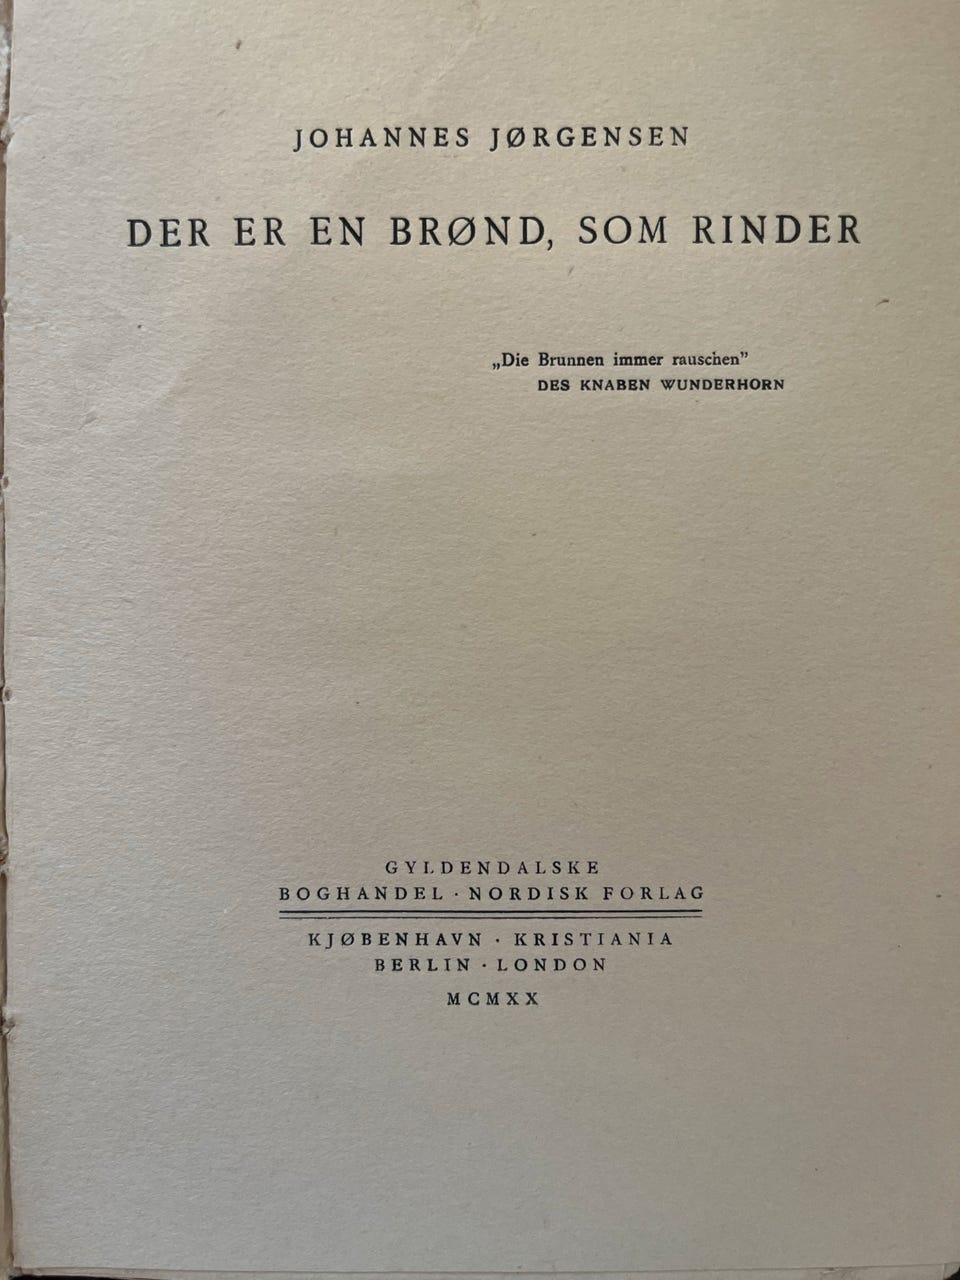 JOHANNES JØRGENSEN
DER ER EN BRØND, SOM RINDER
„Die Brunnen immer rauschen”
DES KNABEN WUNDERHORN
GYLDENDALSKE
BOGHANDEL · NORDISK FORLAG
KJØBENHAVN · KRISTIANIA
BERLIN · LONDON
MCMXX